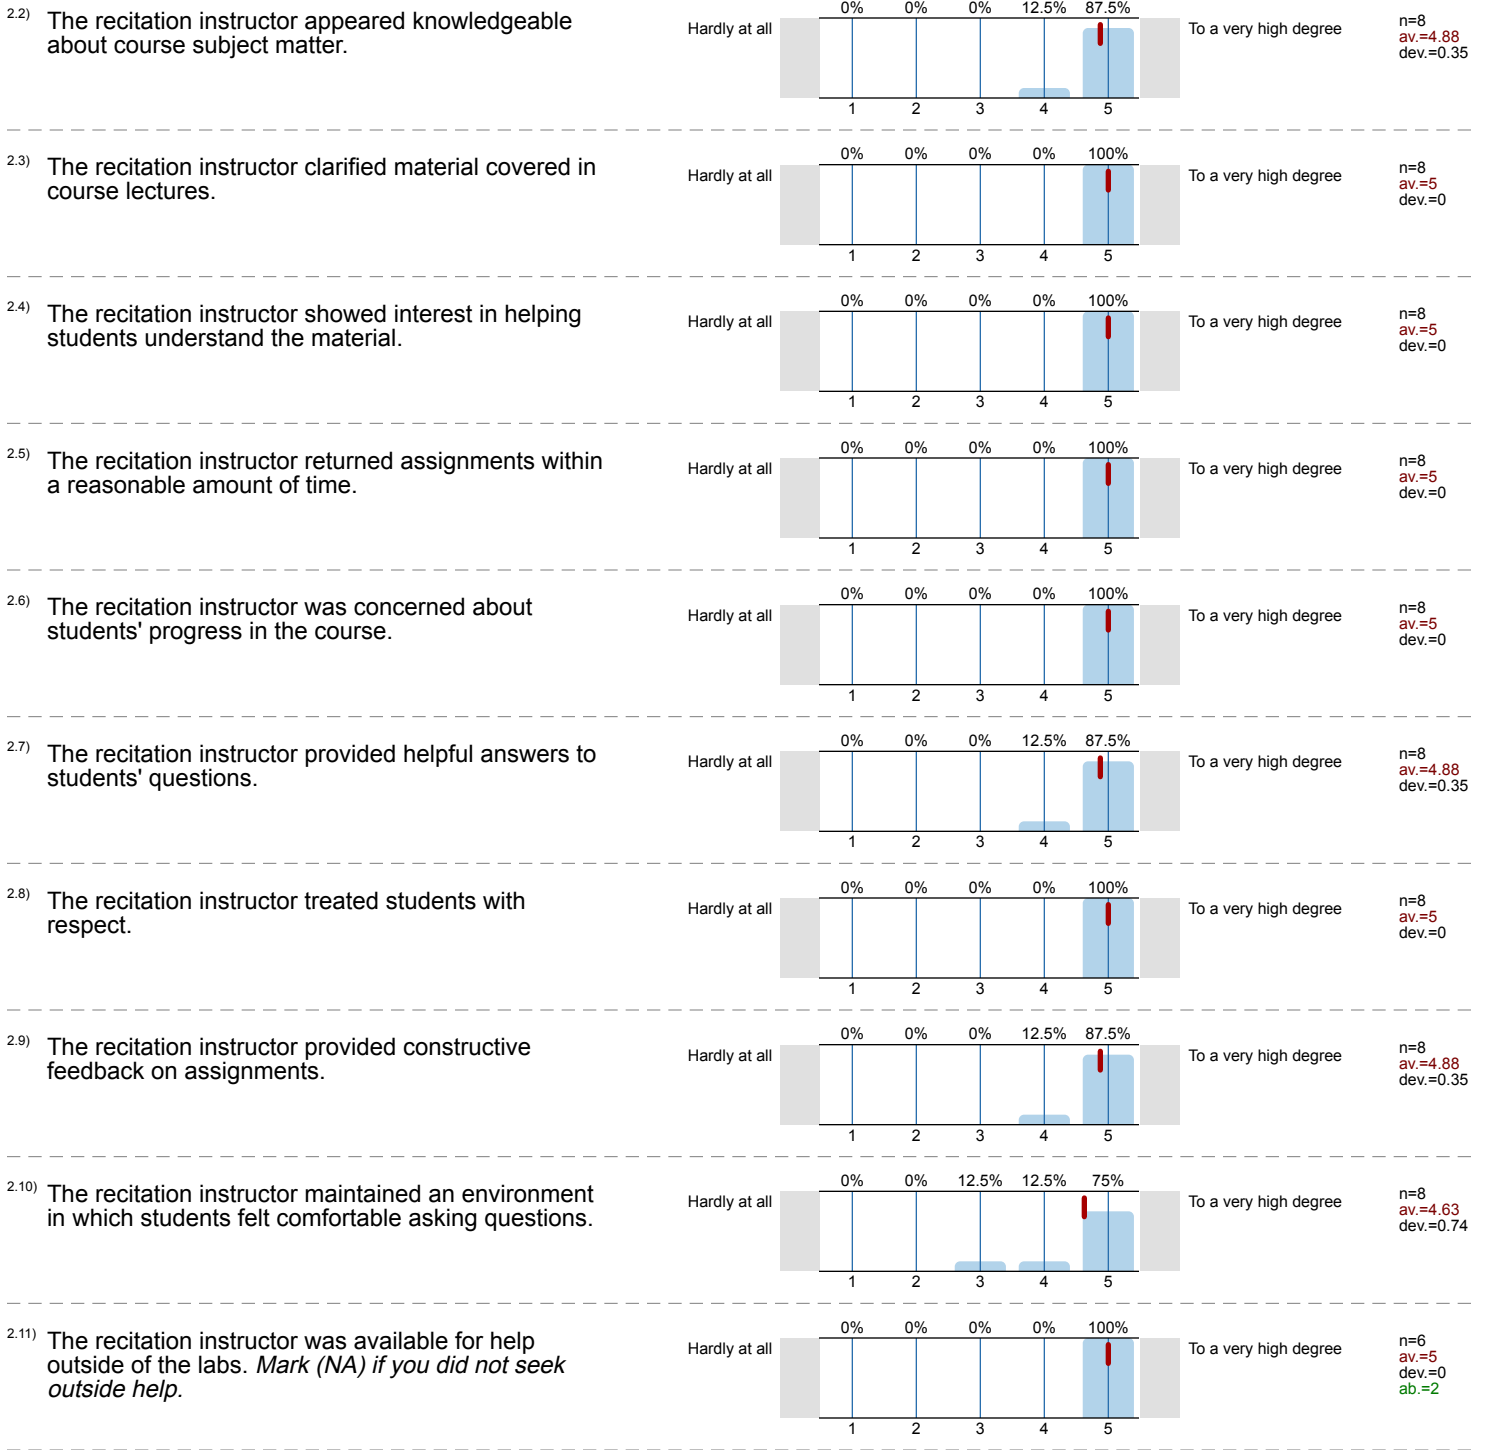 2.2) The recitation instructor appeared knowledgeable
about course subject matter.
Hardly at all
0% 0% 0% 12.5% 87.5%
1 2 3 4 5
To a very high degree
n=8
av.=4.88
dev.=0.35
2.3) The recitation instructor clarified material covered in
course lectures.
Hardly at all
0% 0% 0% 0% 100%
1 2 3 4 5
To a very high degree
n=8
av.=5
dev.=0
2.4) The recitation instructor showed interest in helping
students understand the material.
Hardly at all
0% 0% 0% 0% 100%
1 2 3 4 5
To a very high degree
n=8
av.=5
dev.=0
2.5) The recitation instructor returned assignments within
a reasonable amount of time.
Hardly at all
0% 0% 0% 0% 100%
1 2 3 4 5
To a very high degree
n=8
av.=5
dev.=0
2.6) The recitation instructor was concerned about
students' progress in the course.
Hardly at all
0% 0% 0% 0% 100%
1 2 3 4 5
To a very high degree
n=8
av.=5
dev.=0
2.7) The recitation instructor provided helpful answers to
students' questions.
Hardly at all
0% 0% 0% 12.5% 87.5%
1 2 3 4 5
To a very high degree
n=8
av.=4.88
dev.=0.35
2.8) The recitation instructor treated students with
respect.
Hardly at all
0% 0% 0% 0% 100%
1 2 3 4 5
To a very high degree
n=8
av.=5
dev.=0
2.9) The recitation instructor provided constructive
feedback on assignments.
Hardly at all
0% 0% 0% 12.5% 87.5%
1 2 3 4 5
To a very high degree
n=8
av.=4.88
dev.=0.35
2.10) The recitation instructor maintained an environment
in which students felt comfortable asking questions.
Hardly at all
0% 0% 12.5% 12.5% 75%
1 2 3 4 5
To a very high degree
n=8
av.=4.63
dev.=0.74
2.11) The recitation instructor was available for help
outside of the labs. Mark (NA) if you did not seek
outside help.
Hardly at all
0% 0% 0% 0% 100%
1 2 3 4 5
To a very high degree
n=6
av.=5
dev.=0
ab.=2